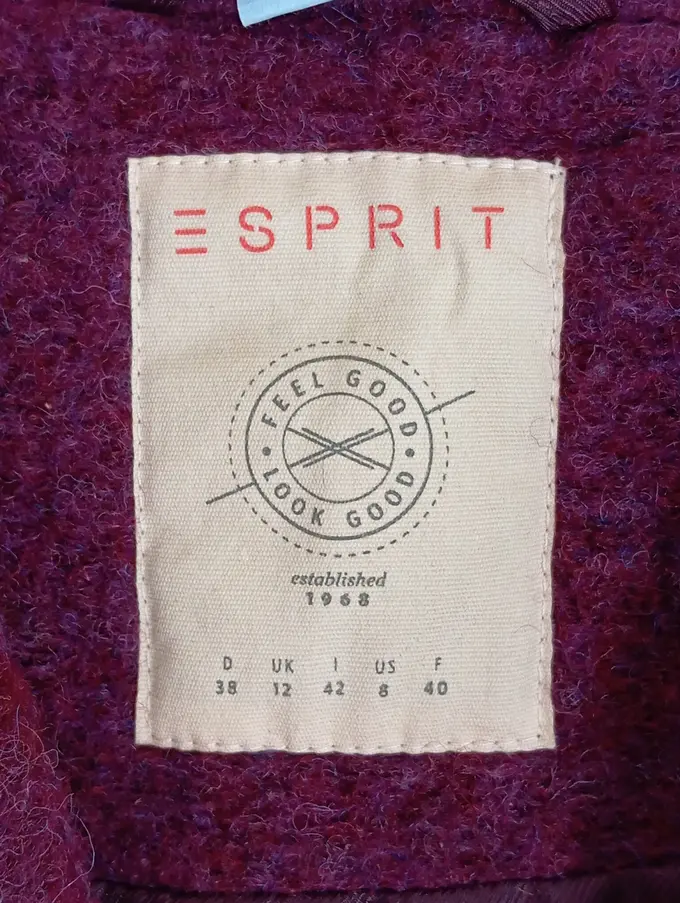 ESPRIT
FEEL GOOD
LOOK GOOD
established
1968
D UK I US F
38 12 42 8 40